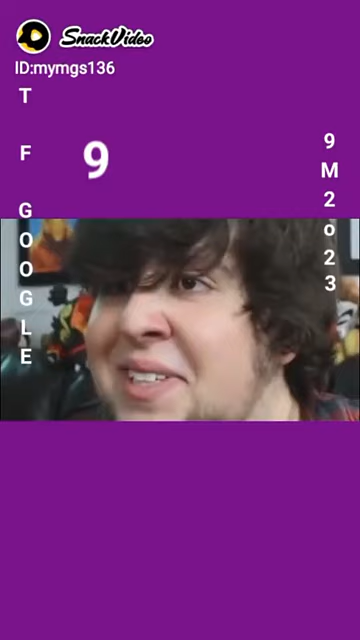 SnackVideo
ID:mymgs136
T
F
GOOGLE
9
9M2o23